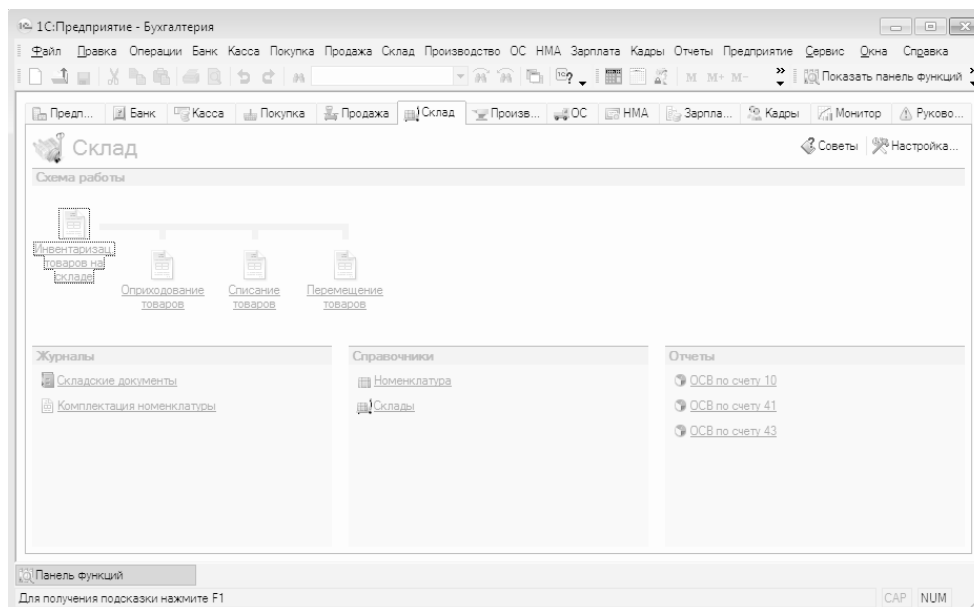 1С:Предприятие - Бухгалтерия
Файл Правка Операции Банк Касса Покупка Продажа Склад Производство ОС НМА Зарплата Кадры Отчеты Предприятие Сервис Окна Справка
M M+ M- Показать панель функций
Предп... Банк Касса Покупка Продажа Склад Произв... ОС НМА Зарпла... Кадры Монитор Руково...
Склад Советы Настройка...
Схема работы
Инвентаризац товаров на складе
Оприходование товаров
Списание товаров
Перемещение товаров
Журналы
Складские документы
Комплектация номенклатуры
Справочники
Номенклатура
Склады
Отчеты
ОСВ по счету 10
ОСВ по счету 41
ОСВ по счету 43
Панель функций
Для получения подсказки нажмите F1 CAP NUM